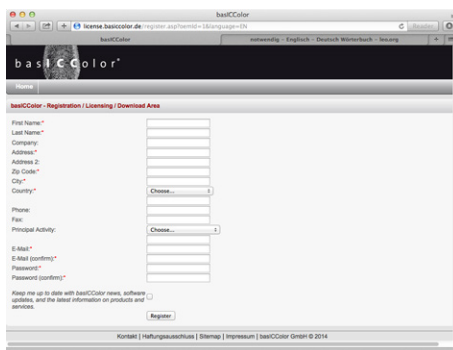 basICColor
license.basiccolor.de/register.asp?oemId=1&language=EN
Reader
basICColor
notwendig – Englisch – Deutsch Wörterbuch – leo.org
basICColor
Home
basICColor - Registration / Licensing / Download Area
First Name:*
Last Name:*
Company:
Address:*
Address 2:
Zip Code:*
City:*
Country:* Choose...
Phone:
Fax:
Principal Activity: Choose...
E-Mail:*
E-Mail (confirm):*
Password:*
Password (confirm):*
Keep me up to date with basICColor news, software
updates, and the latest information on products and
services.
Register
Kontakt | Haftungsausschluss | Sitemap | Impressum | basICColor GmbH © 2014